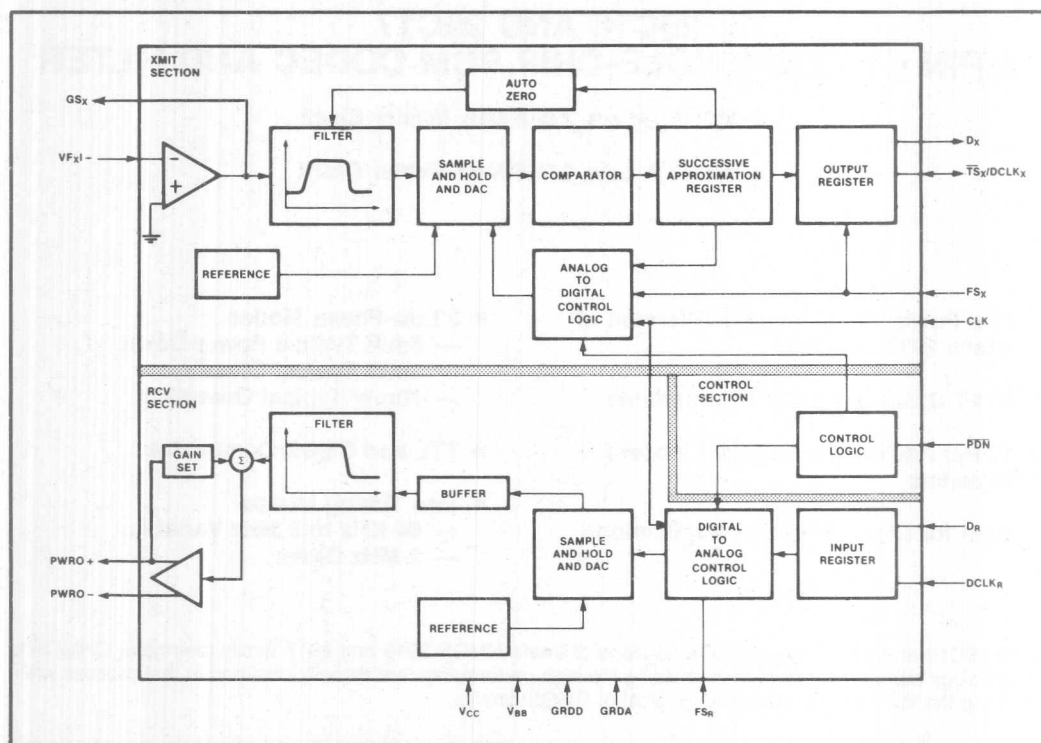 XMIT
SECTION
GSX
VFXI-
-
+
AUTO
ZERO
FILTER
SAMPLE
AND HOLD
AND DAC
COMPARATOR
SUCCESSIVE
APPROXIMATION
REGISTER
OUTPUT
REGISTER
DX
TSX/DCLKX
REFERENCE
ANALOG
TO
DIGITAL
CONTROL
LOGIC
FSX
CLK
RCV
SECTION
CONTROL
SECTION
FILTER
GAIN
SET
Σ
BUFFER
CONTROL
LOGIC
PDN
PWRO+
PWRO-
SAMPLE
AND HOLD
AND DAC
DIGITAL
TO
ANALOG
CONTROL
LOGIC
INPUT
REGISTER
DR
DCLKR
REFERENCE
VCC VBB GRDD GRDA FSR